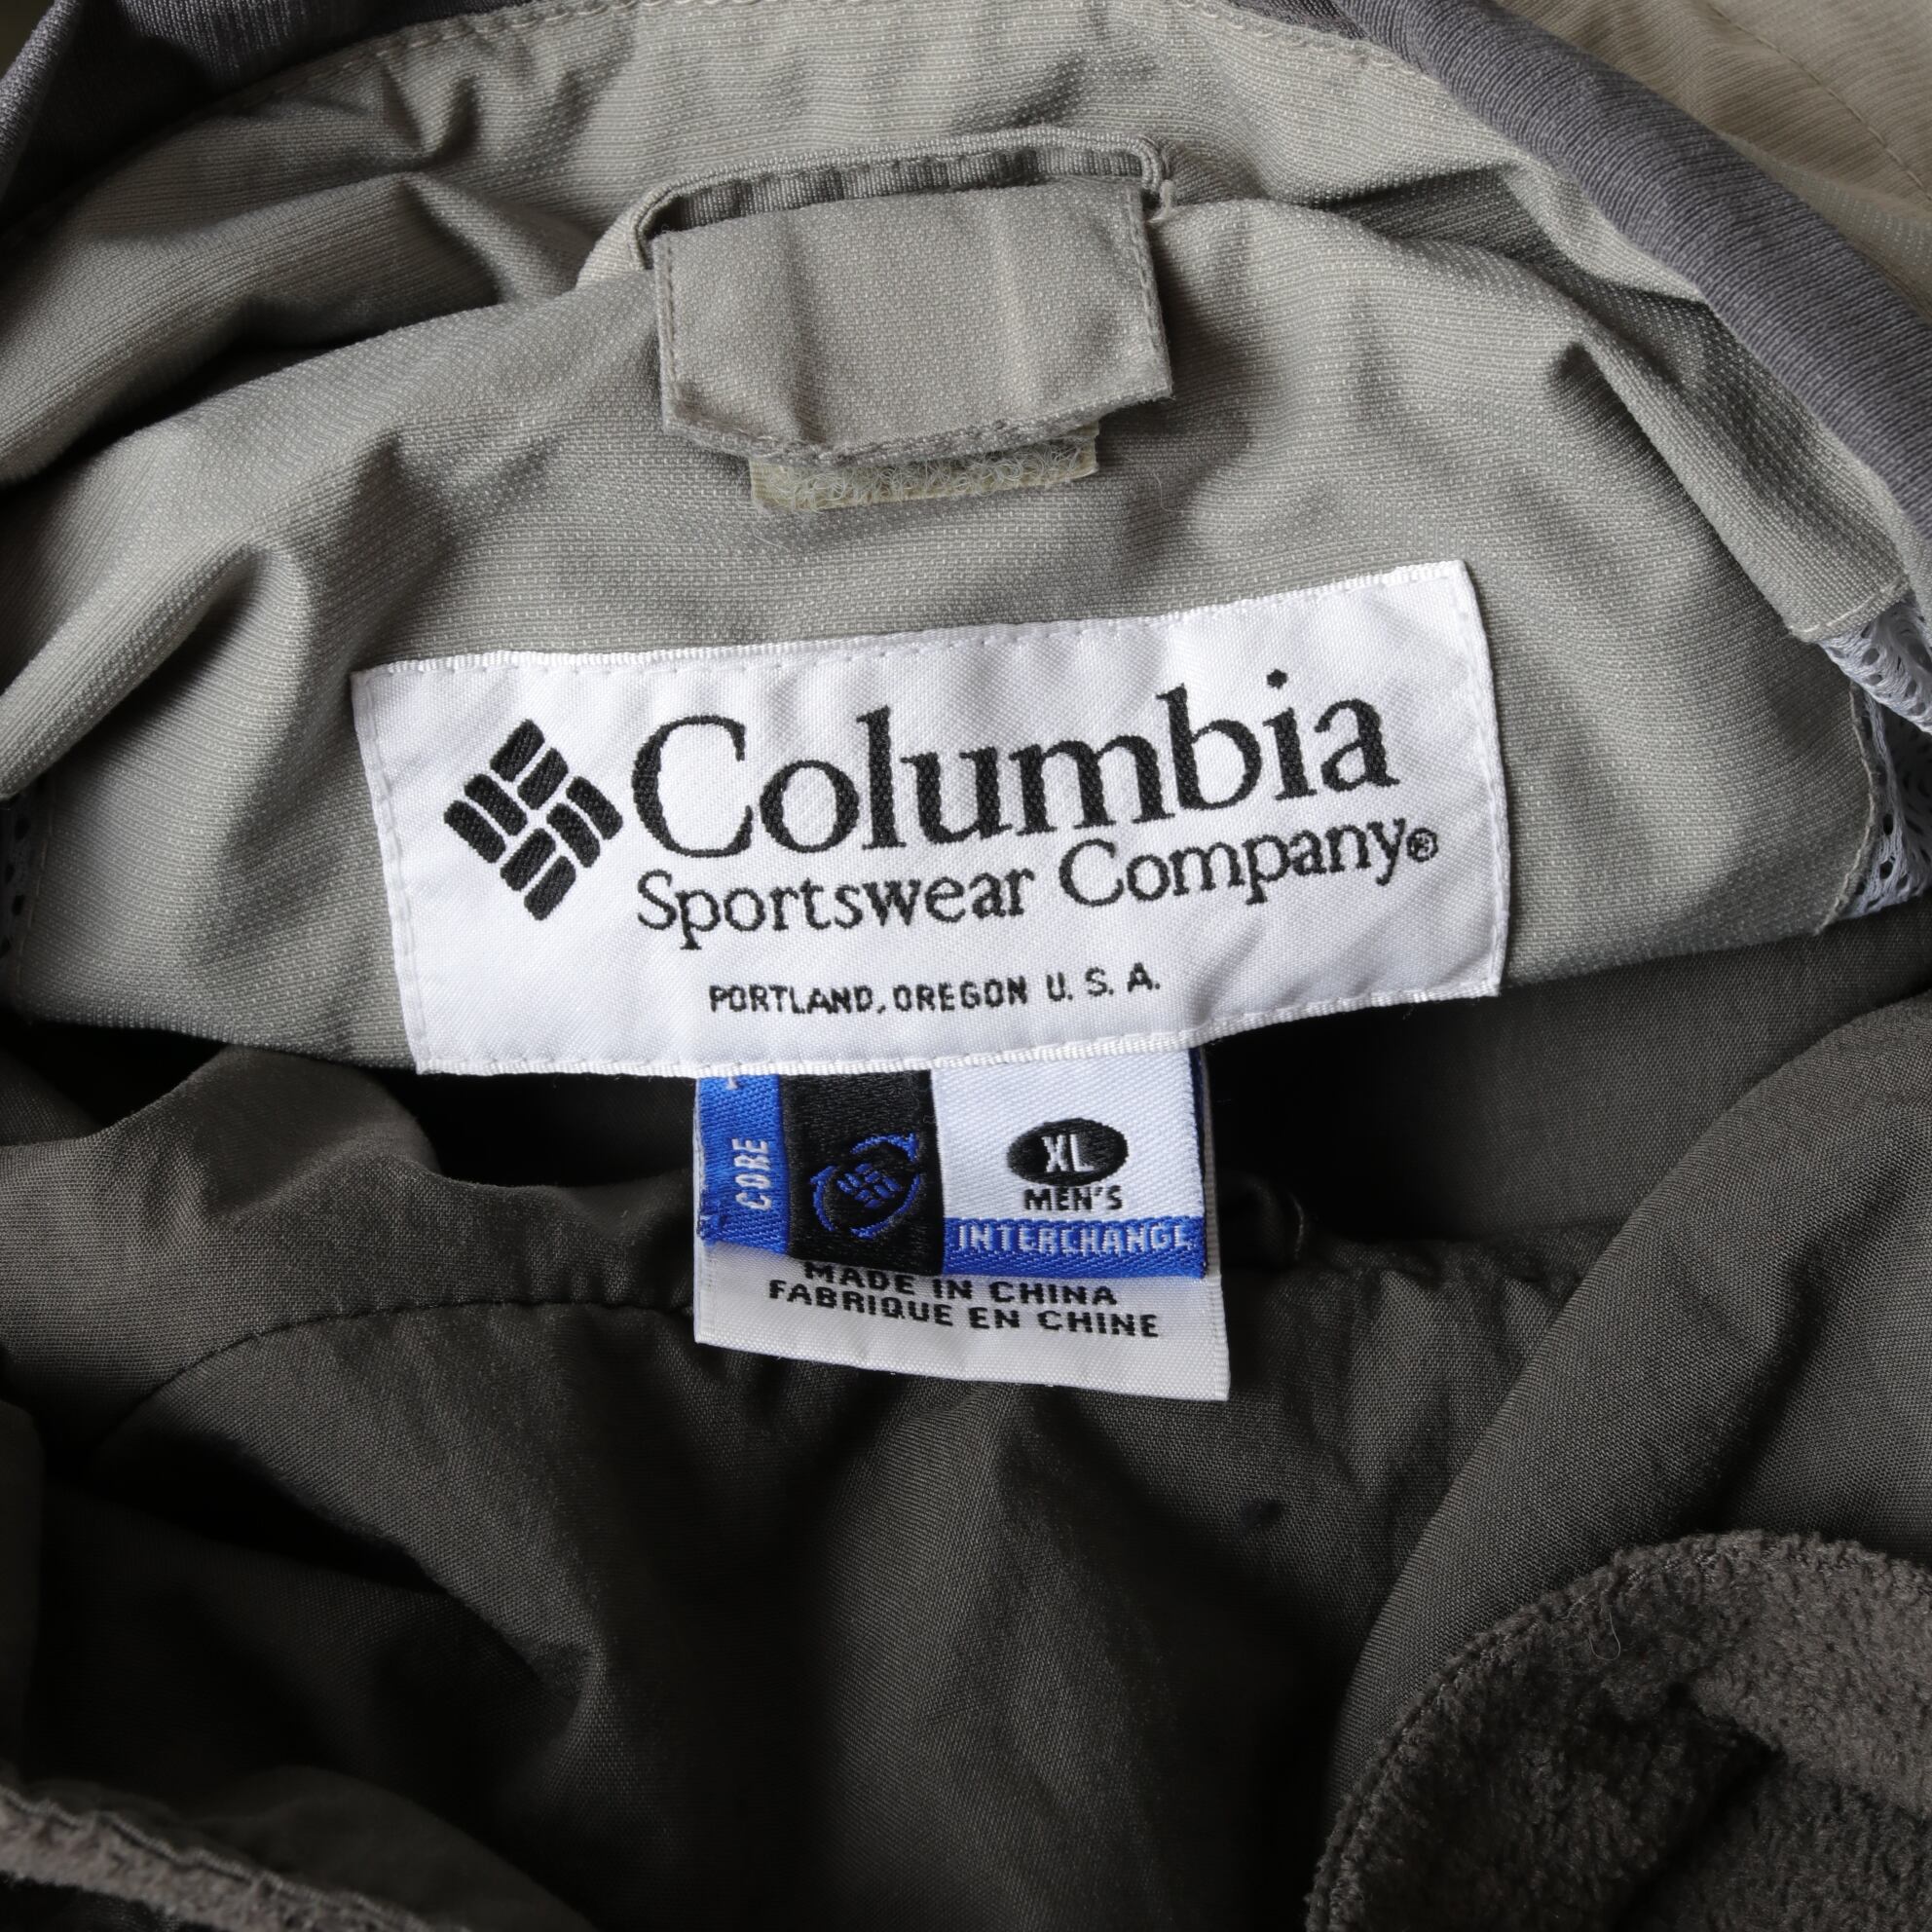 Columbia
Sportswear Company®
PORTLAND, OREGON U. S. A.
CORE
XL
MEN'S
INTERCHANGE
MADE IN CHINA
FABRIQUE EN CHINE